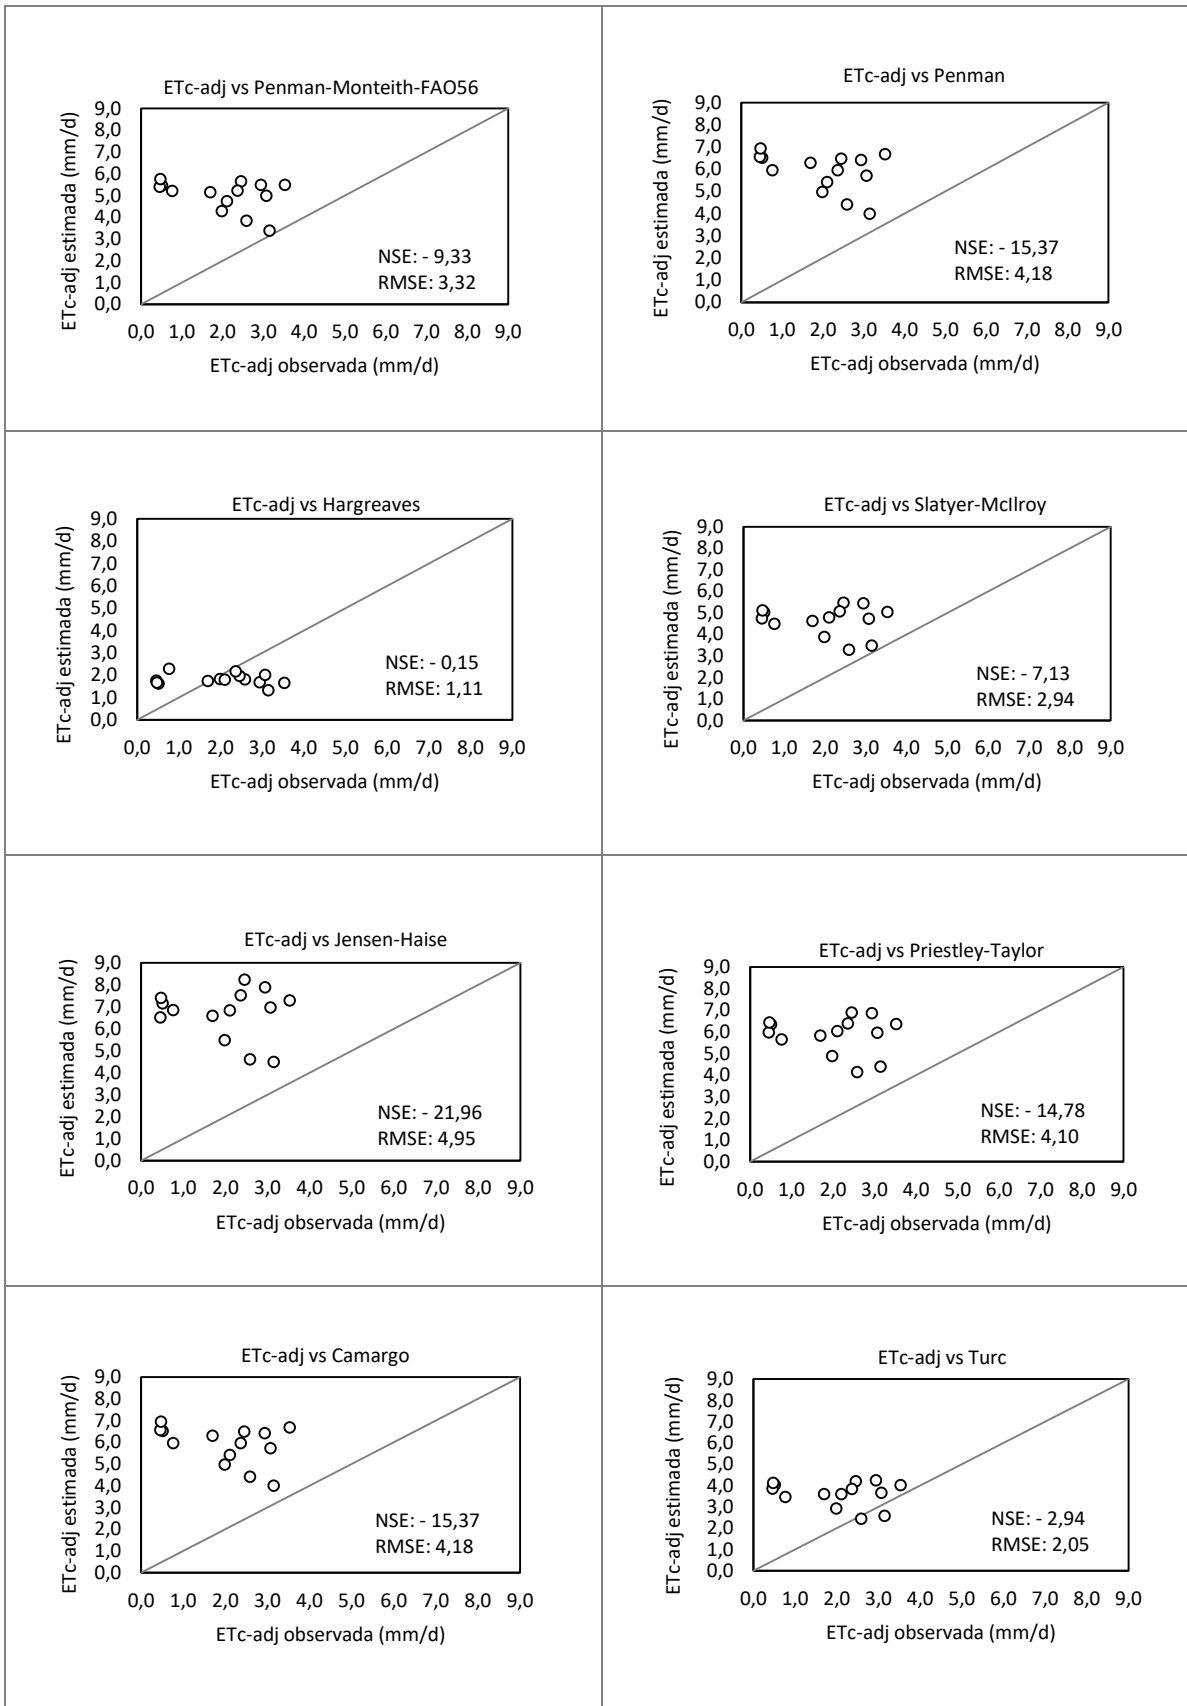 ETc-adj vs Penman-Monteith-FAO56
ETc-adj estimada (mm/d)
9,0
8,0
7,0
6,0
5,0
4,0
3,0
2,0
1,0
0,0
NSE: - 9,33
RMSE: 3,32
0,0 1,0 2,0 3,0 4,0 5,0 6,0 7,0 8,0 9,0
ETc-adj observada (mm/d)
ETc-adj vs Penman
ETc-adj estimada (mm/d)
9,0
8,0
7,0
6,0
5,0
4,0
3,0
2,0
1,0
0,0
NSE: - 15,37
RMSE: 4,18
0,0 1,0 2,0 3,0 4,0 5,0 6,0 7,0 8,0 9,0
ETc-adj observada (mm/d)
ETc-adj vs Hargreaves
ETc-adj estimada (mm/d)
9,0
8,0
7,0
6,0
5,0
4,0
3,0
2,0
1,0
0,0
NSE: - 0,15
RMSE: 1,11
0,0 1,0 2,0 3,0 4,0 5,0 6,0 7,0 8,0 9,0
ETc-adj observada (mm/d)
ETc-adj vs Slatyer-McIlroy
ETc-adj estimada (mm/d)
9,0
8,0
7,0
6,0
5,0
4,0
3,0
2,0
1,0
0,0
NSE: - 7,13
RMSE: 2,94
0,0 1,0 2,0 3,0 4,0 5,0 6,0 7,0 8,0 9,0
ETc-adj observada (mm/d)
ETc-adj vs Jensen-Haise
ETc-adj estimada (mm/d)
9,0
8,0
7,0
6,0
5,0
4,0
3,0
2,0
1,0
0,0
NSE: - 21,96
RMSE: 4,95
0,0 1,0 2,0 3,0 4,0 5,0 6,0 7,0 8,0 9,0
ETc-adj observada (mm/d)
ETc-adj vs Priestley-Taylor
ETc-adj estimada (mm/d)
9,0
8,0
7,0
6,0
5,0
4,0
3,0
2,0
1,0
0,0
NSE: - 14,78
RMSE: 4,10
0,0 1,0 2,0 3,0 4,0 5,0 6,0 7,0 8,0 9,0
ETc-adj observada (mm/d)
ETc-adj vs Camargo
ETc-adj estimada (mm/d)
9,0
8,0
7,0
6,0
5,0
4,0
3,0
2,0
1,0
0,0
NSE: - 15,37
RMSE: 4,18
0,0 1,0 2,0 3,0 4,0 5,0 6,0 7,0 8,0 9,0
ETc-adj observada (mm/d)
ETc-adj vs Turc
ETc-adj estimada (mm/d)
9,0
8,0
7,0
6,0
5,0
4,0
3,0
2,0
1,0
0,0
NSE: - 2,94
RMSE: 2,05
0,0 1,0 2,0 3,0 4,0 5,0 6,0 7,0 8,0 9,0
ETc-adj observada (mm/d)